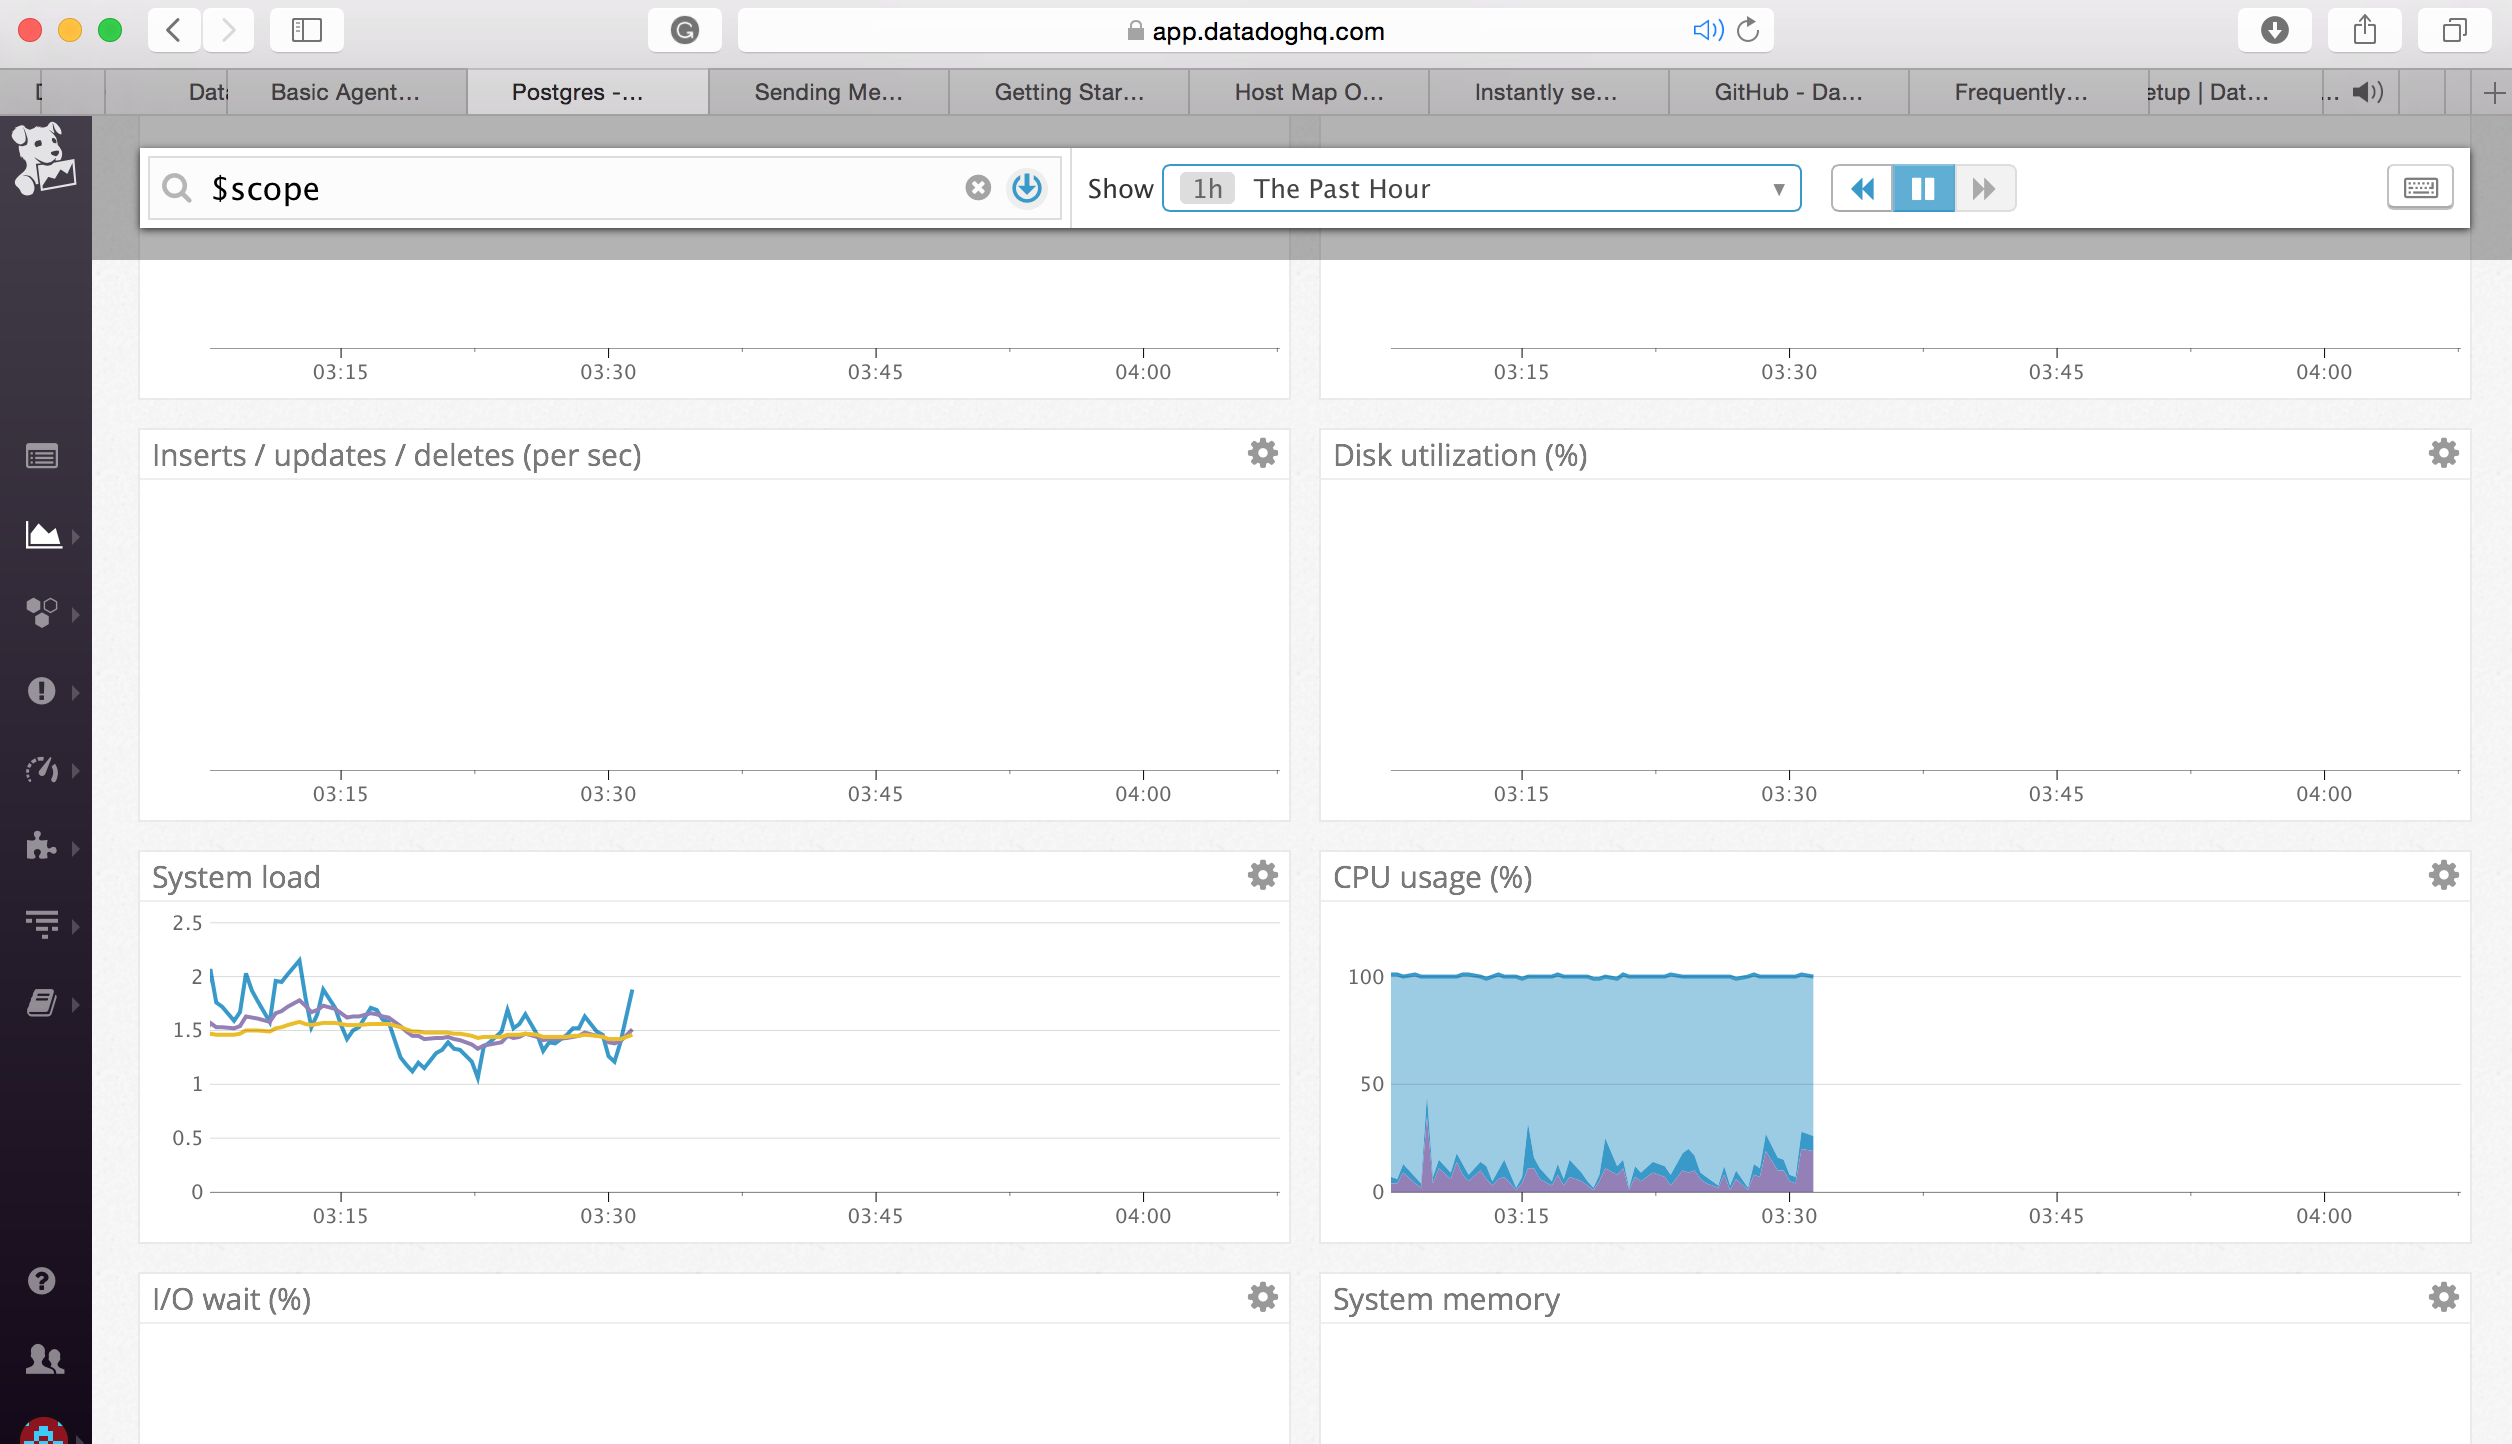 app.datadoghq.com
Data
Basic Agent...
Postgres -...
Sending Me...
Getting Star...
Host Map O...
Instantly se...
GitHub - Da...
Frequently...
etup | Dat...
...
$scope
Show
1h The Past Hour
03:15 03:30 03:45 04:00
03:15 03:30 03:45 04:00
Inserts / updates / deletes (per sec)
03:15 03:30 03:45 04:00
Disk utilization (%)
03:15 03:30 03:45 04:00
System load
2.5
2
1.5
1
0.5
0
03:15 03:30 03:45 04:00
CPU usage (%)
100
50
0
03:15 03:30 03:45 04:00
I/O wait (%)
System memory